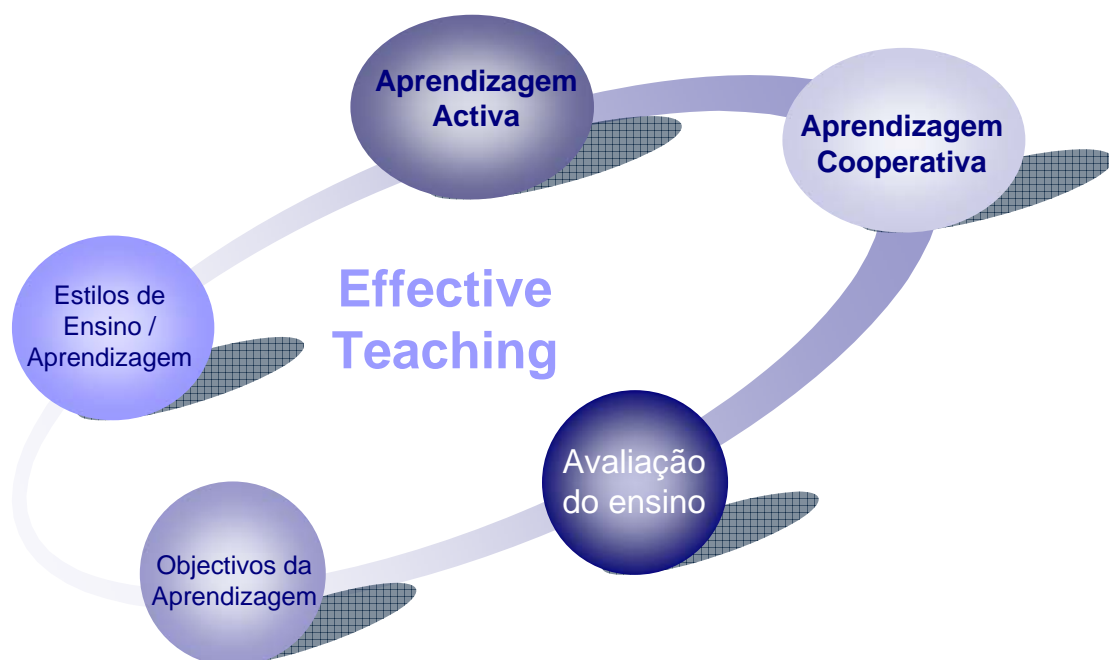 Aprendizagem
Activa
Aprendizagem
Cooperativa
Estilos de
Ensino /
Aprendizagem
Effective
Teaching
Avaliação
do ensino
Objectivos da
Aprendizagem